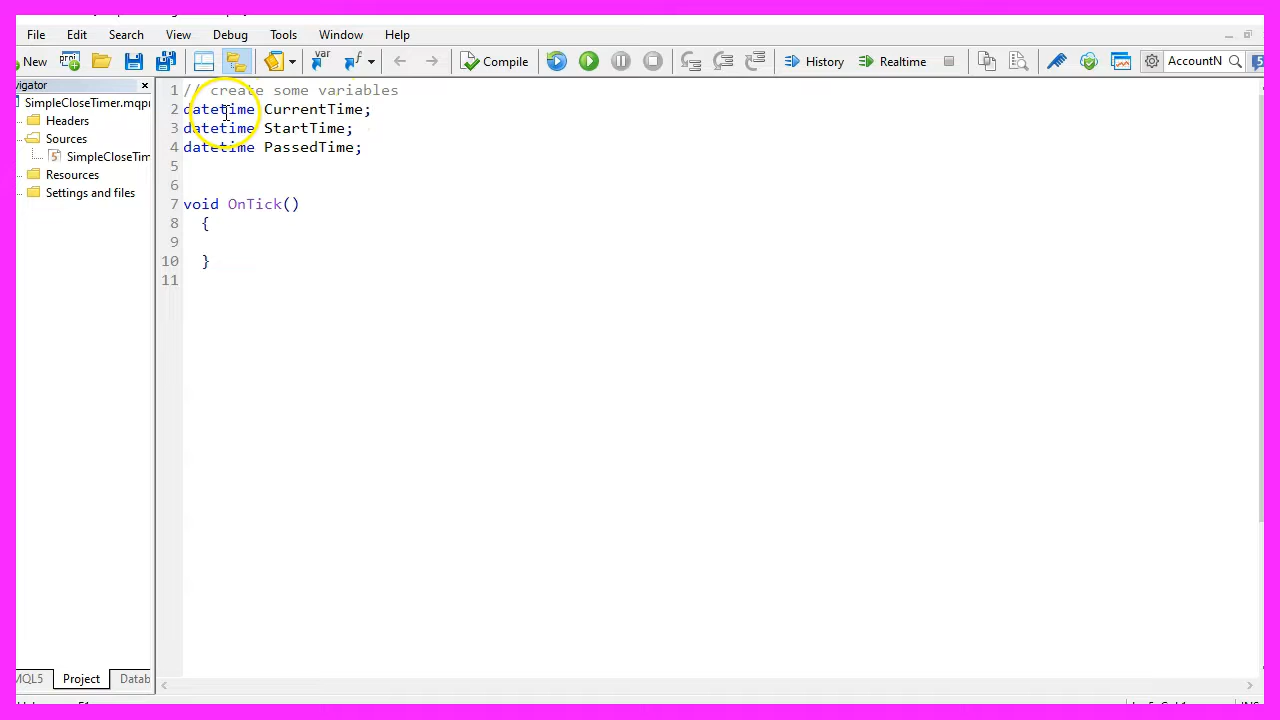 File Edit Search View Debug Tools Window Help
New Compile History Realtime AccountN 5
vigator
SimpleCloseTimer.mqpr
Headers
Sources
SimpleCloseTim
Resources
Settings and files
1 // create some variables
2 datetime CurrentTime;
3 datetime StartTime;
4 datetime PassedTime;
5
6
7 void OnTick()
8 {
9
10 }
11
MQL5 Project Datab